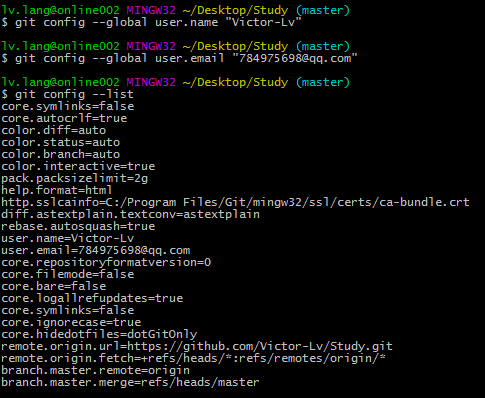 lv.lang@online002 MINGW32 ~/Desktop/Study (master)
$ git config --global user.name "Victor-Lv"
lv.lang@online002 MINGW32 ~/Desktop/Study (master)
$ git config --global user.email "784975698@qq.com"
lv.lang@online002 MINGW32 ~/Desktop/Study (master)
$ git config --list
core.symlinks=false
core.autocrlf=true
color.diff=auto
color.status=auto
color.branch=auto
color.interactive=true
pack.packsizelimit=2g
help.format=html
http.sslcainfo=C:/Program Files/Git/mingw32/ssl/certs/ca-bundle.crt
diff.astextplain.textconv=astextplain
rebase.autosquash=true
user.name=Victor-Lv
user.email=784975698@qq.com
core.repositoryformatversion=0
core.filemode=false
core.bare=false
core.logallrefupdates=true
core.symlinks=false
core.ignorecase=true
core.hidedotfiles=dotGitOnly
remote.origin.url=https://github.com/Victor-Lv/Study.git
remote.origin.fetch=+refs/heads/*:refs/remotes/origin/*
branch.master.remote=origin
branch.master.merge=refs/heads/master